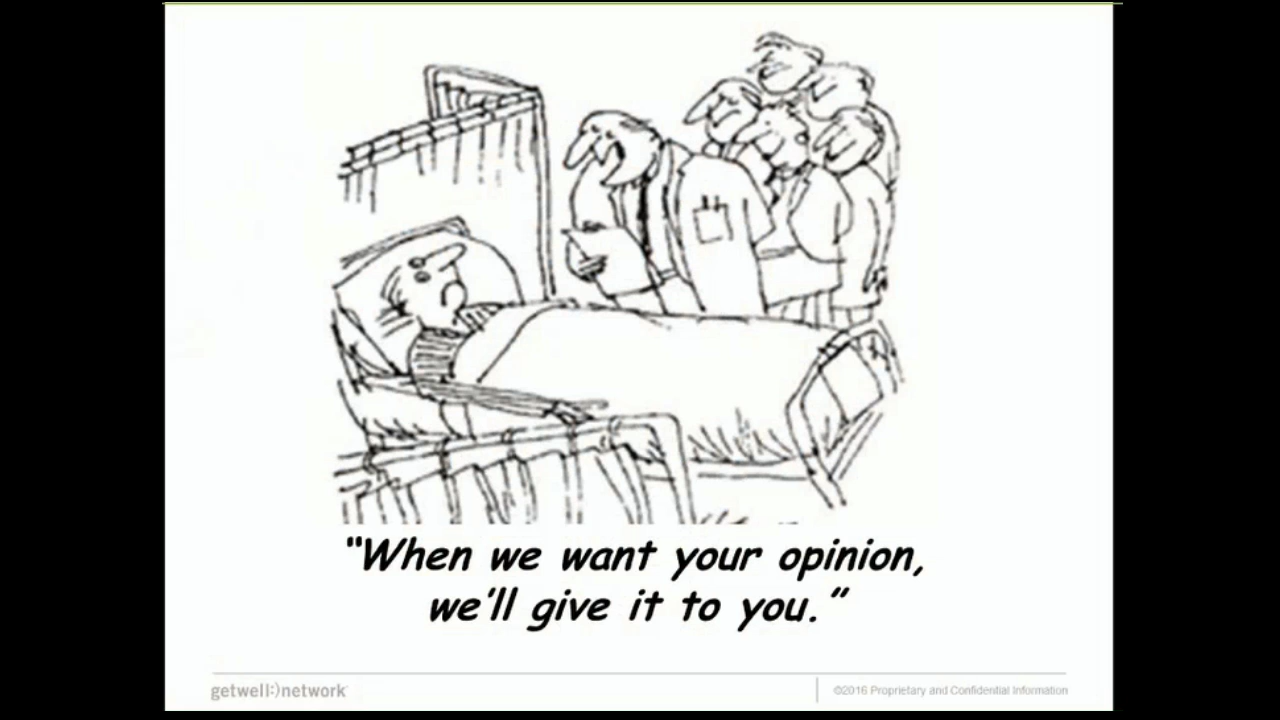 "When we want your opinion,
we'll give it to you.”
getwell:)network
©2016 Proprietary and Confidential Information